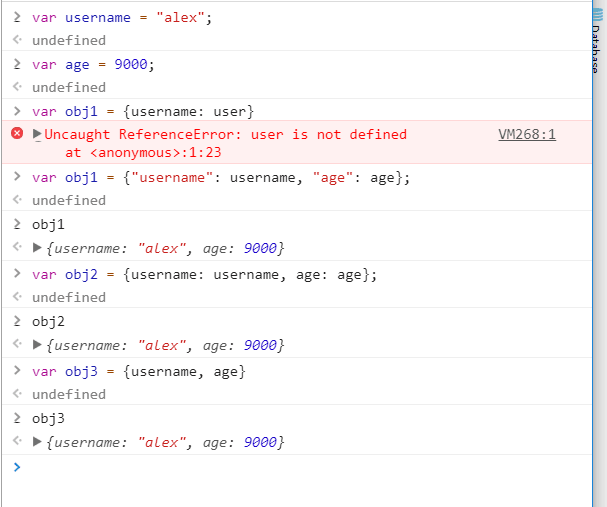 var username = "alex";
undefined
var age = 9000;
undefined
var obj1 = {username: user}
Uncaught ReferenceError: user is not defined VM268:1
at <anonymous>:1:23
var obj1 = {"username": username, "age": age};
undefined
obj1
{username: "alex", age: 9000}
var obj2 = {username: username, age: age};
undefined
obj2
{username: "alex", age: 9000}
var obj3 = {username, age}
undefined
obj3
{username: "alex", age: 9000}
Database